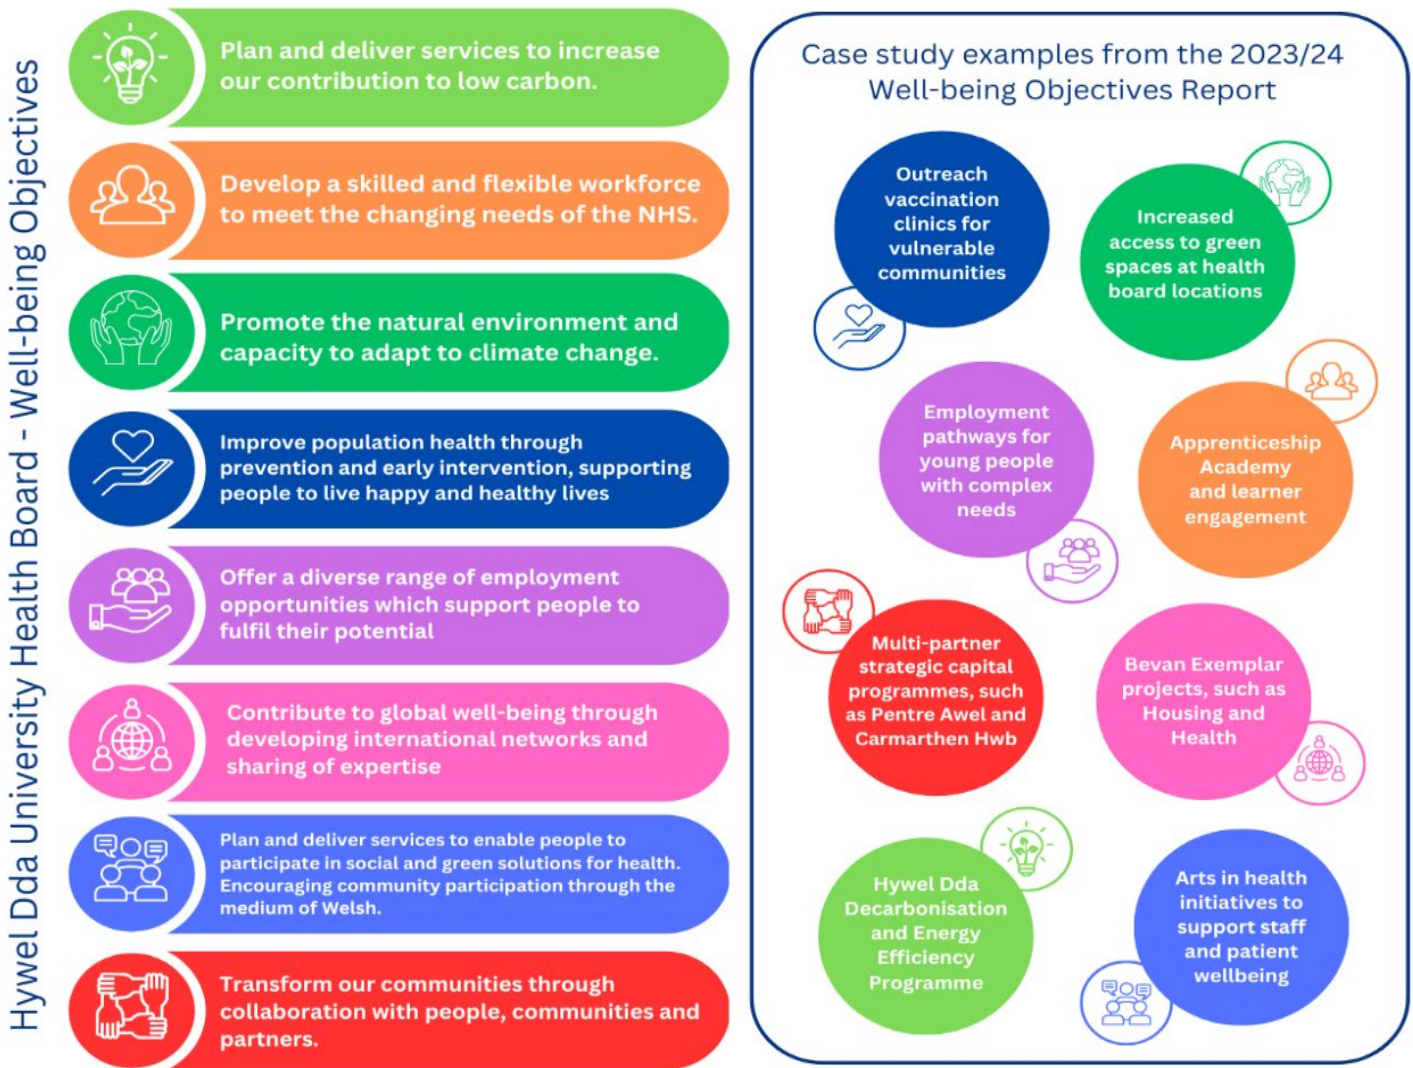 Hywel Dda University Health Board - Well-being Objectives
Plan and deliver services to increase
our contribution to low carbon.
Develop a skilled and flexible workforce
to meet the changing needs of the NHS.
Promote the natural environment and
capacity to adapt to climate change.
Improve population health through
prevention and early intervention, supporting
people to live happy and healthy lives
Offer a diverse range of employment
opportunities which support people to
fulfil their potential
Contribute to global well-being through
developing international networks and
sharing of expertise
Plan and deliver services to enable people to
participate in social and green solutions for health.
Encouraging community participation through the
medium of Welsh.
Transform our communities through
collaboration with people, communities and
partners.
Case study examples from the 2023/24
Well-being Objectives Report
Outreach
vaccination
clinics for
vulnerable
communities
Increased
access to green
spaces at health
board locations
Employment
pathways for
young people
with complex
needs
Apprenticeship
Academy
and learner
engagement
Multi-partner
strategic capital
programmes, such
as Pentre Awel and
Carmarthen Hwb
Bevan Exemplar
projects, such as
Housing and
Health
Hywel Dda
Decarbonisation
and Energy
Efficiency
Programme
Arts in health
initiatives to
support staff
and patient
wellbeing